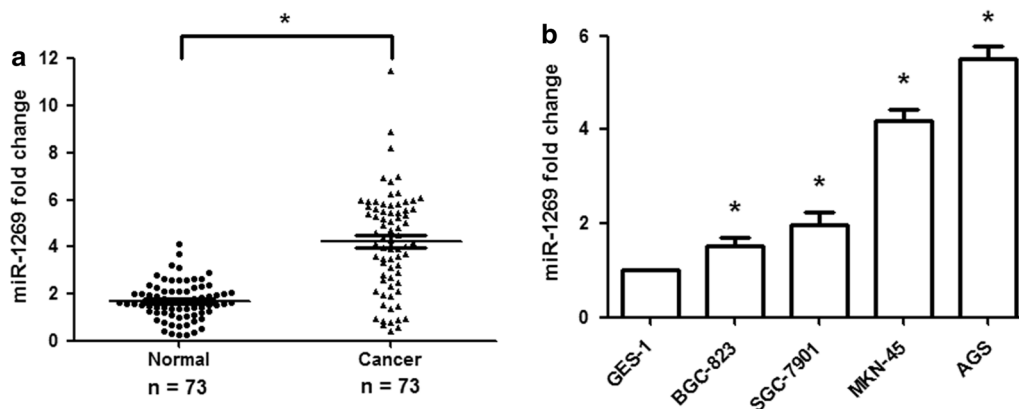 a
*
miR-1269 fold change
12
10
8
6
4
2
0
Normal
n = 73
Cancer
n = 73
b
miR-1269 fold change
6
4
2
0
*
*
*
*
GES-1
BGC-823
SGC-7901
MKN-45
AGS